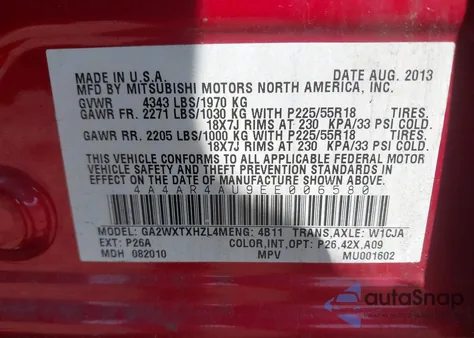 MADE IN U.S.A. DATE AUG. 2013
MFD BY MITSUBISHI MOTORS NORTH AMERICA, INC.
GVWR 4343 LBS/1970 KG
GAWR FR. 2271 LBS/1030 KG WITH P225/55R18 TIRES.
18X7J RIMS AT 230 KPA/33 PSI COLD.
GAWR RR. 2205 LBS/1000 KG WITH P225/55R18 TIRES.
18X7J RIMS AT 230 KPA/33 PSI COLD.
THIS VEHICLE CONFORMS TO ALL APPLICABLE FEDERAL MOTOR
VEHICLE SAFETY AND THEFT PREVENTION STANDARDS
IN EFFECT ON THE DATE OF MANUFACTURE SHOWN ABOVE.
4A4AR4AU9EE006580
MODEL: GA2WXTXHZL4MENG: 4B11 TRANS,AXLE: W1CJA
EXT: P26A COLOR,INT,OPT: P26,42X,A09
MDH 082010 MPV MU001602
autoSnap